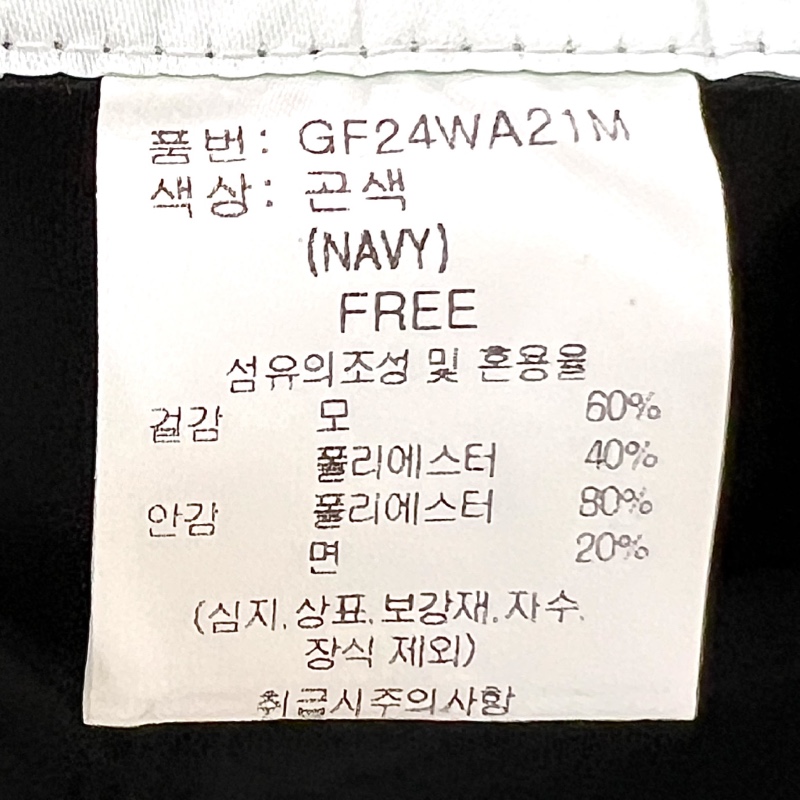 품번: GF24WA21M
색상: 곤색
(NAVY)
FREE
섬유의조성 및 혼용율
겉감 모 60%
폴리에스터 40%
안감 폴리에스터 80%
면 20%
(심지.상표.보강재.자수.
장식 제외)
취급시주의사항